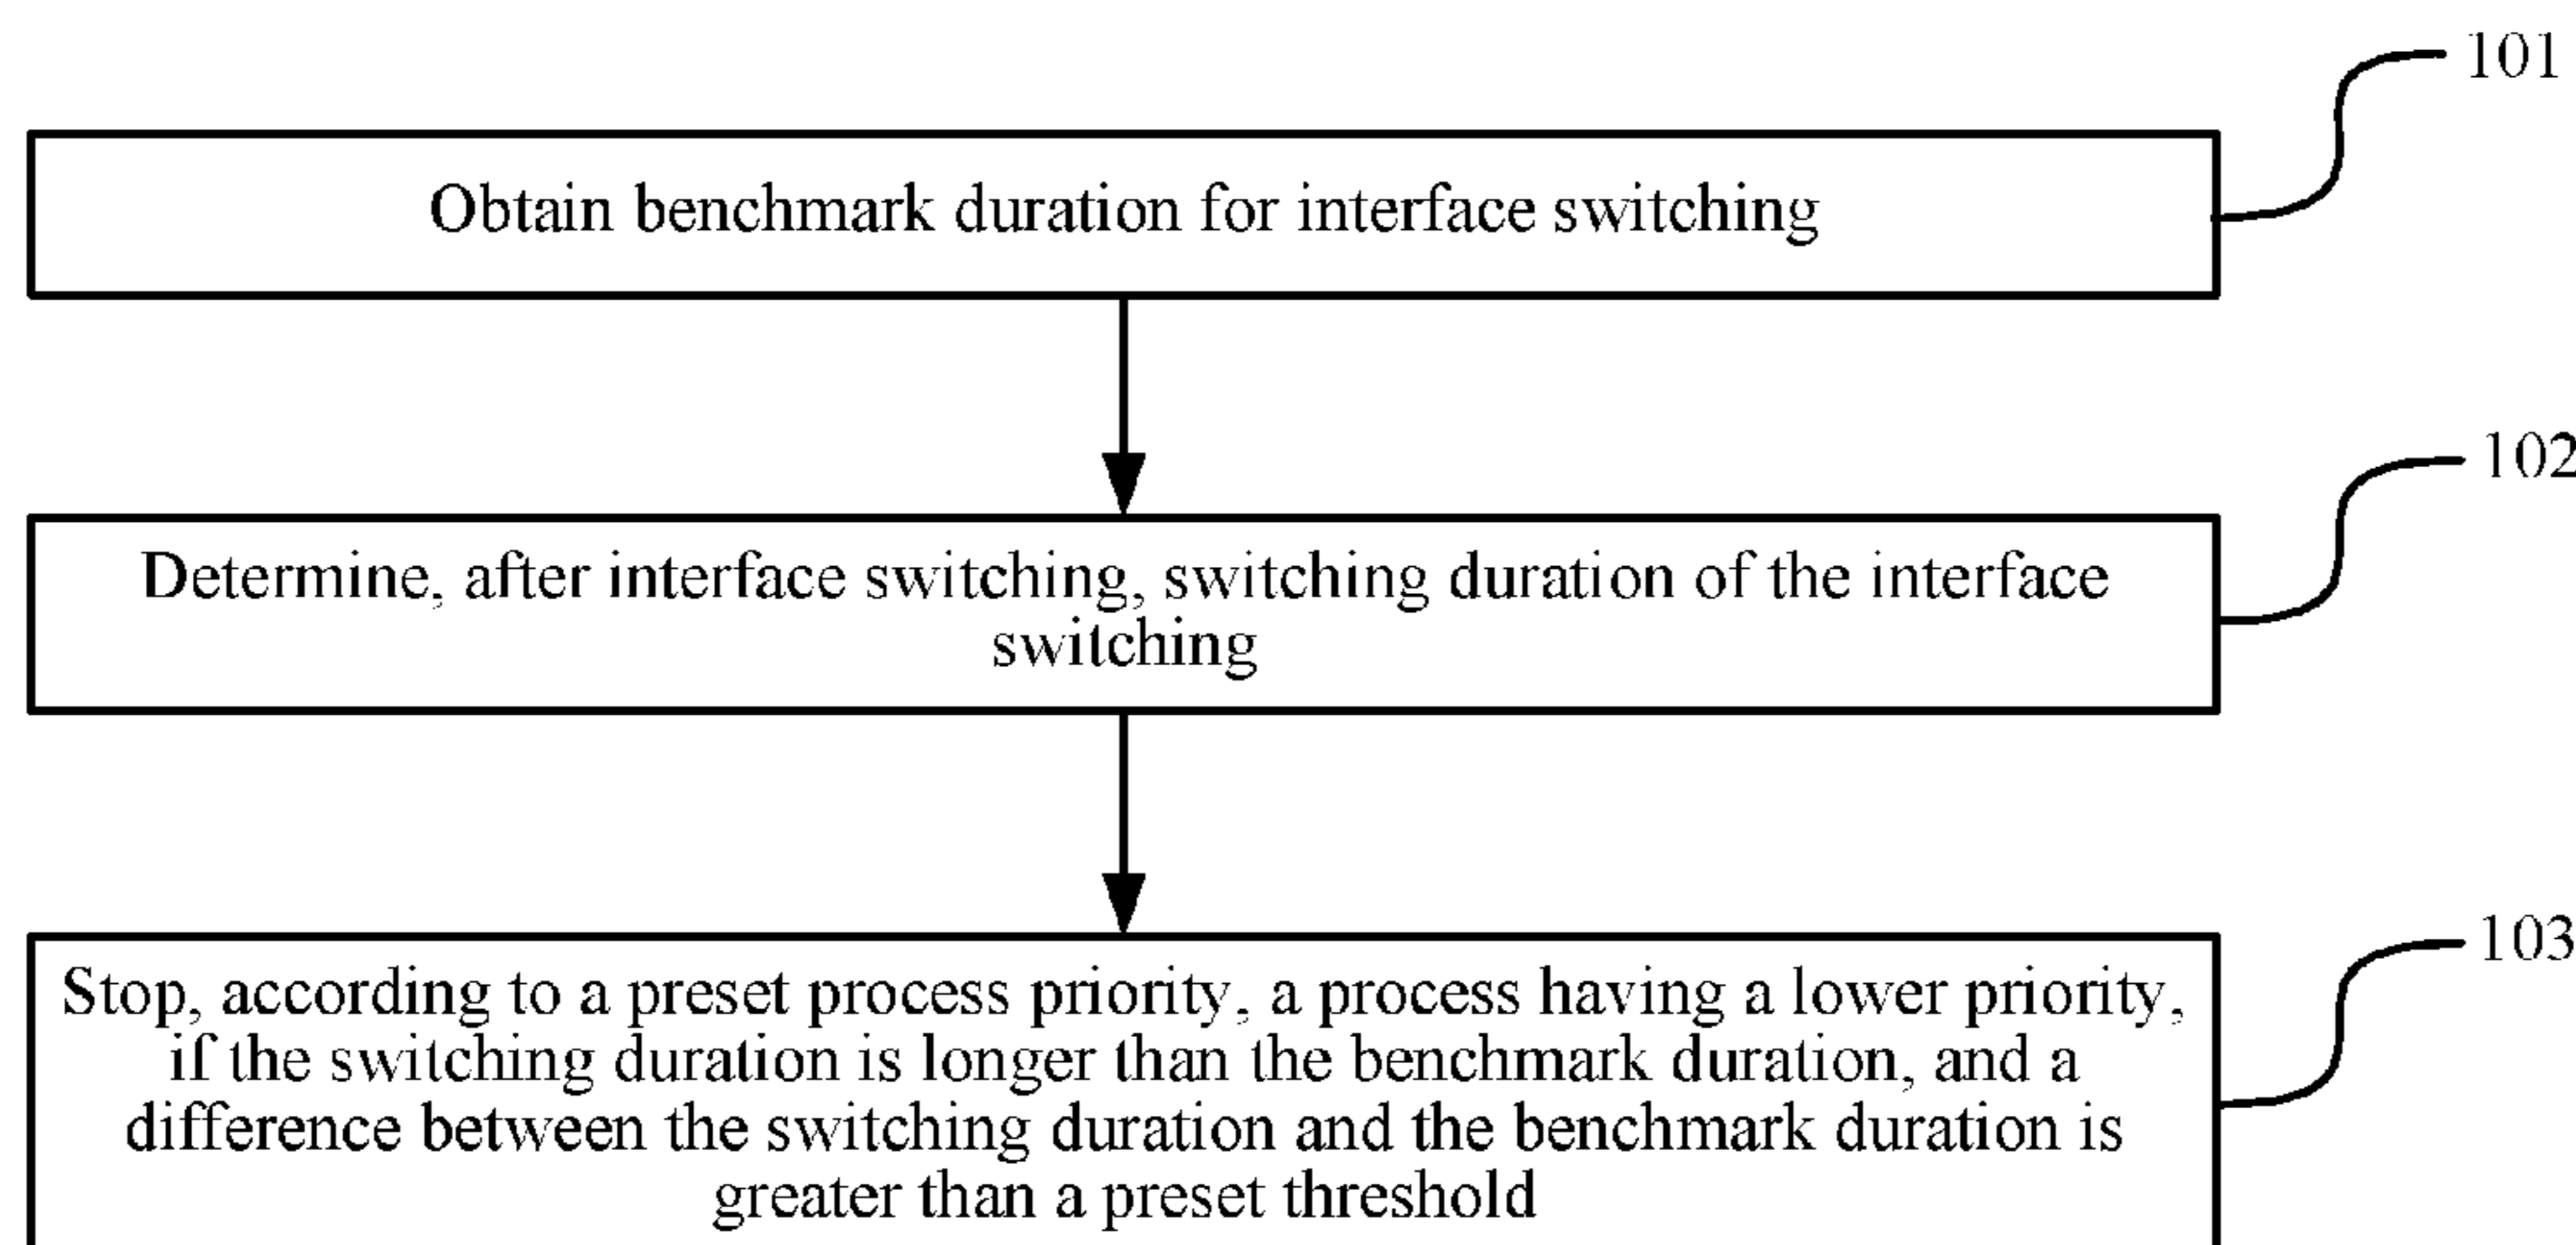 101
Obtain benchmark duration for interface switching
102
Determine, after interface switching, switching duration of the interface
switching
103
Stop, according to a preset process priority, a process having a lower priority,
if the switching duration is longer than the benchmark duration, and a
difference between the switching duration and the benchmark duration is
greater than a preset threshold